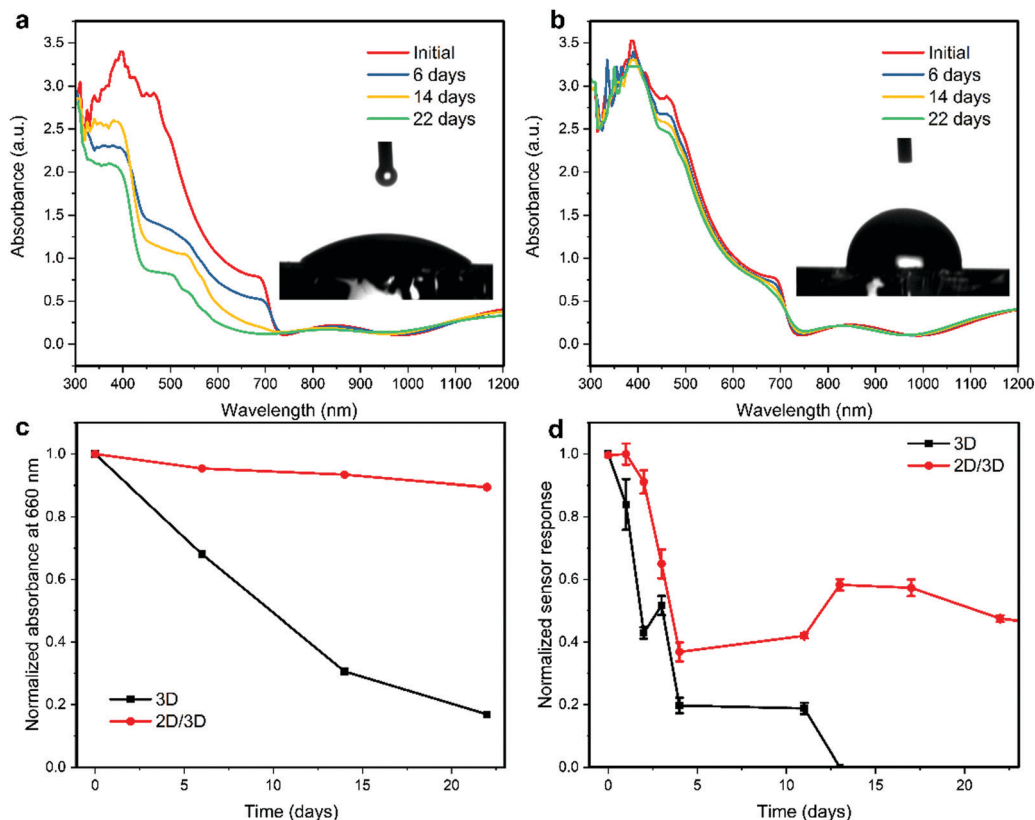 a
Absorbance (a.u.)
3.5
3.0
2.5
2.0
1.5
1.0
0.5
0.0
Initial
6 days
14 days
22 days
300 400 500 600 700 800 900 1000 1100 1200
Wavelength (nm)
b
Absorbance (a.u.)
3.5
3.0
2.5
2.0
1.5
1.0
0.5
0.0
Initial
6 days
14 days
22 days
300 400 500 600 700 800 900 1000 1100 1200
Wavelength (nm)
c
Normalized absorbance at 660 nm
1.0
0.8
0.6
0.4
0.2
0.0
3D
2D/3D
0 5 10 15 20
Time (days)
d
Normalized sensor response
1.0
0.8
0.6
0.4
0.2
0.0
3D
2D/3D
0 5 10 15 20
Time (days)